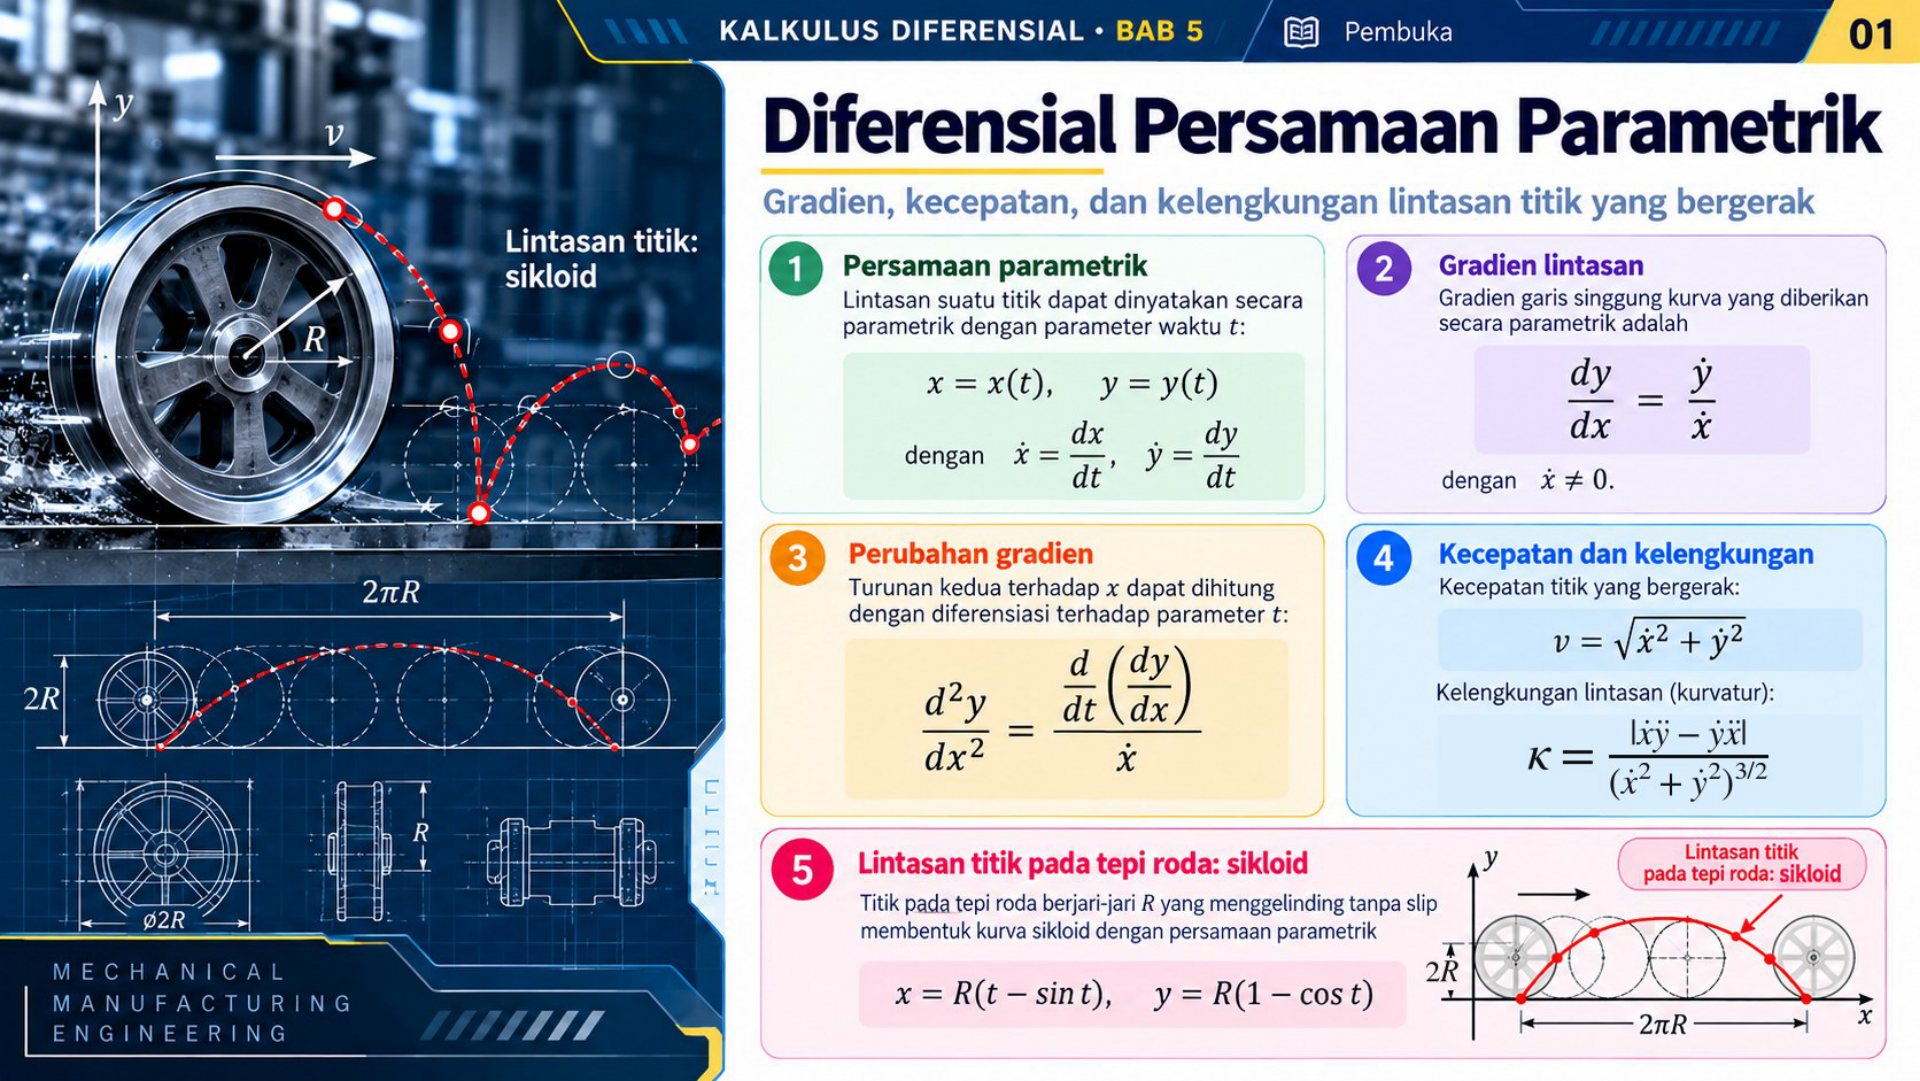 KALKULUS DIFERENSIAL • BAB 5
Pembuka
01
y
v
Lintasan titik:
sikloid
R
2πR
2R
R
⌀2R
MECHANICAL
MANUFACTURING
ENGINEERING
Diferensial Persamaan Parametrik
Gradien, kecepatan, dan kelengkungan lintasan titik yang bergerak
1 Persamaan parametrik
Lintasan suatu titik dapat dinyatakan secara
parametrik dengan parameter waktu t:
x = x(t), y = y(t)
dengan ẋ = dx/dt, ẏ = dy/dt
2 Gradien lintasan
Gradien garis singgung kurva yang diberikan
secara parametrik adalah
dy/dx = ẏ/ẋ
dengan ẋ ≠ 0.
3 Perubahan gradien
Turunan kedua terhadap x dapat dihitung
dengan diferensiasi terhadap parameter t:
d²y/dx² = d/dt (dy/dx) / ẋ
4 Kecepatan dan kelengkungan
Kecepatan titik yang bergerak:
v = √(ẋ² + ẏ²)
Kelengkungan lintasan (kurvatur):
κ = |ẋÿ − ẏẍ| / (ẋ² + ẏ²)^3/2
5 Lintasan titik pada tepi roda: sikloid
Titik pada tepi roda berjari-jari R yang menggelinding tanpa slip
membentuk kurva sikloid dengan persamaan parametrik
x = R(t − sin t), y = R(1 − cos t)
y
Lintasan titik
pada tepi roda: sikloid
2R
2πR
x